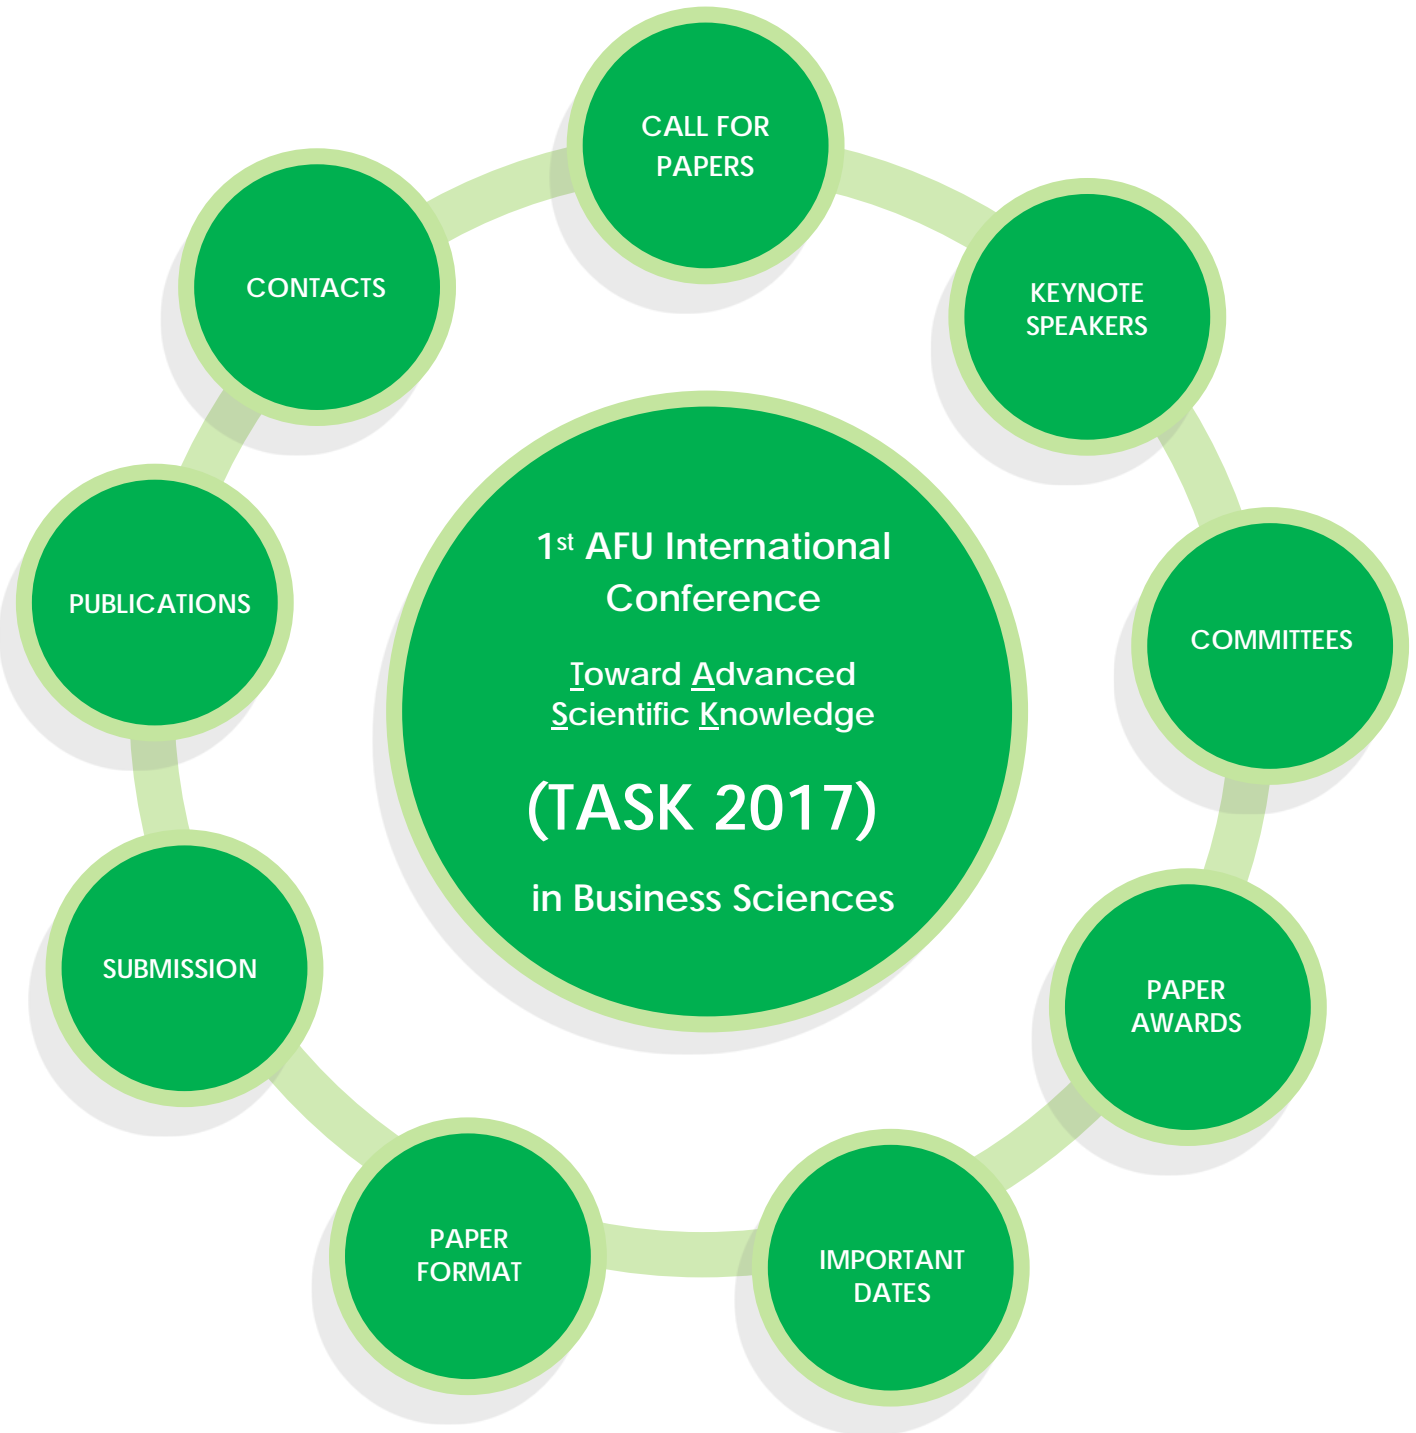 CALL FOR
PAPERS
KEYNOTE
SPEAKERS
COMMITTEES
PAPER
AWARDS
IMPORTANT
DATES
PAPER
FORMAT
SUBMISSION
PUBLICATIONS
CONTACTS
1st AFU International
Conference
Toward Advanced
Scientific Knowledge
(TASK 2017)
in Business Sciences